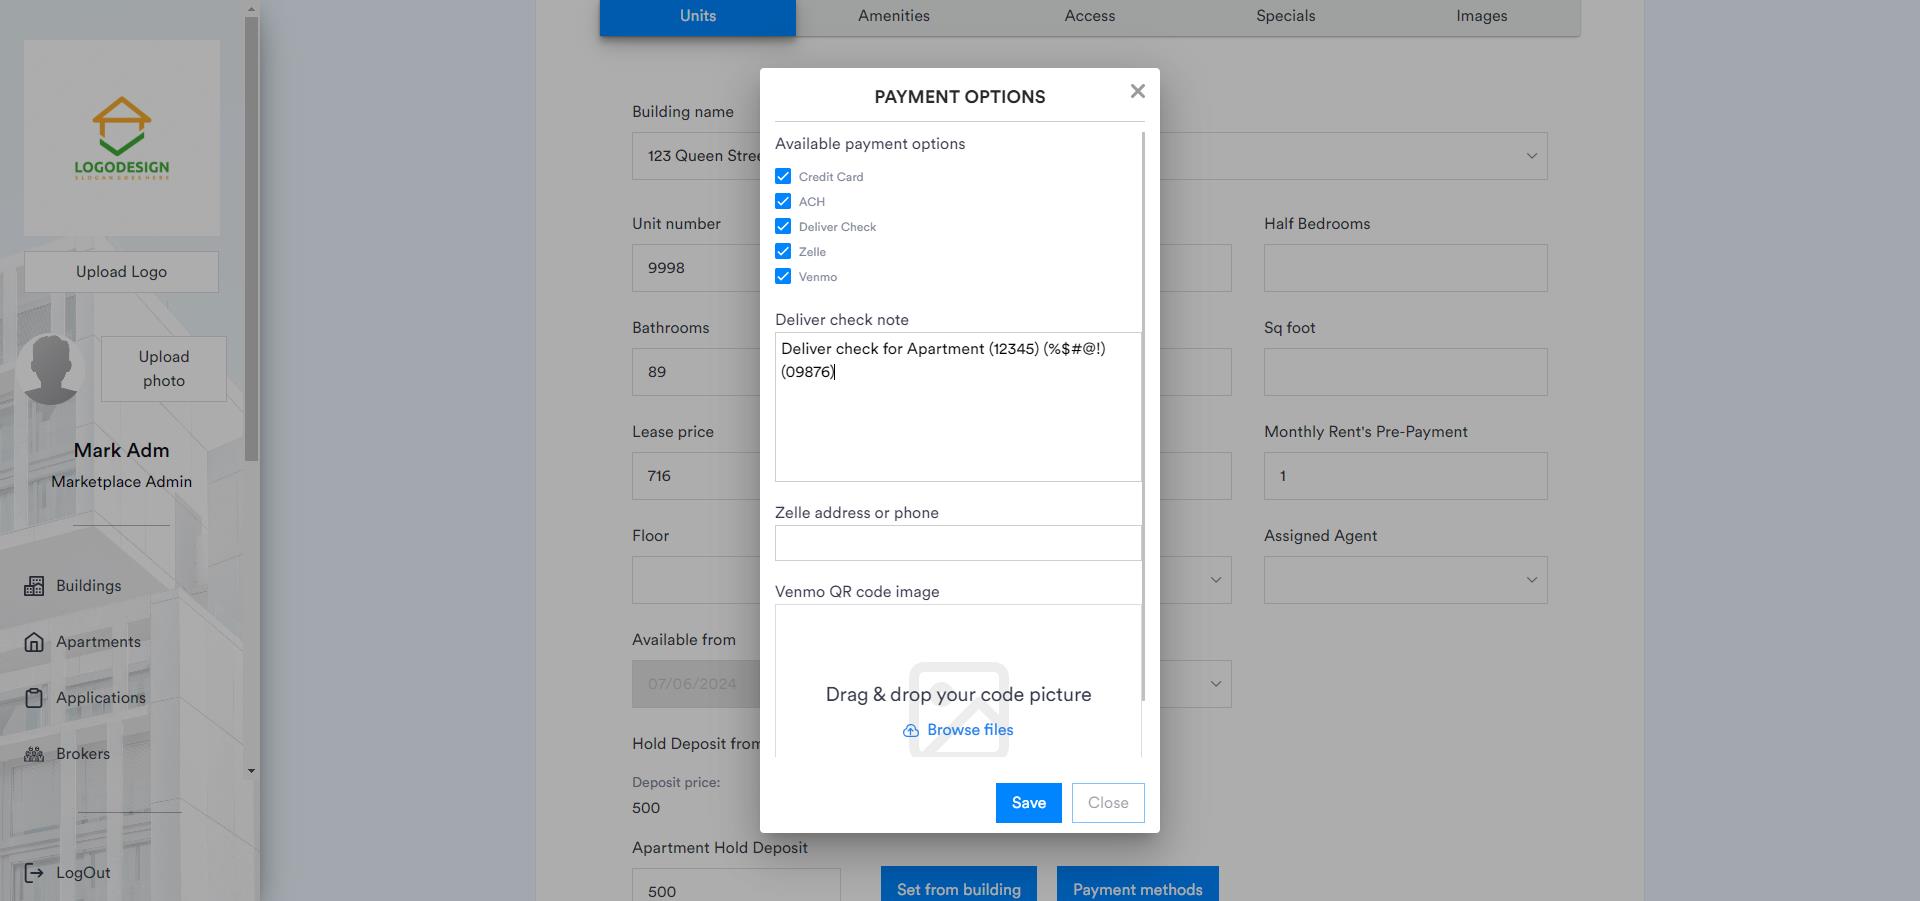 Units
Amenities
Access
Specials
Images
LOGODESIGN
SLOGAN GOES HERE
Upload Logo
Upload
photo
Mark Adm
Marketplace Admin
Buildings
Apartments
Applications
Brokers
LogOut
Building name
123 Queen Stree
Unit number
9998
Half Bedrooms
Bathrooms
89
Sq foot
Lease price
716
Monthly Rent's Pre-Payment
1
Floor
Assigned Agent
Available from
07/06/2024
Hold Deposit from
Deposit price:
500
Apartment Hold Deposit
500
Set from building
Payment methods
PAYMENT OPTIONS
Available payment options
Credit Card
ACH
Deliver Check
Zelle
Venmo
Deliver check note
Deliver check for Apartment (12345) (%$#@!)
(09876)
Zelle address or phone
Venmo QR code image
Drag & drop your code picture
Browse files
Save
Close